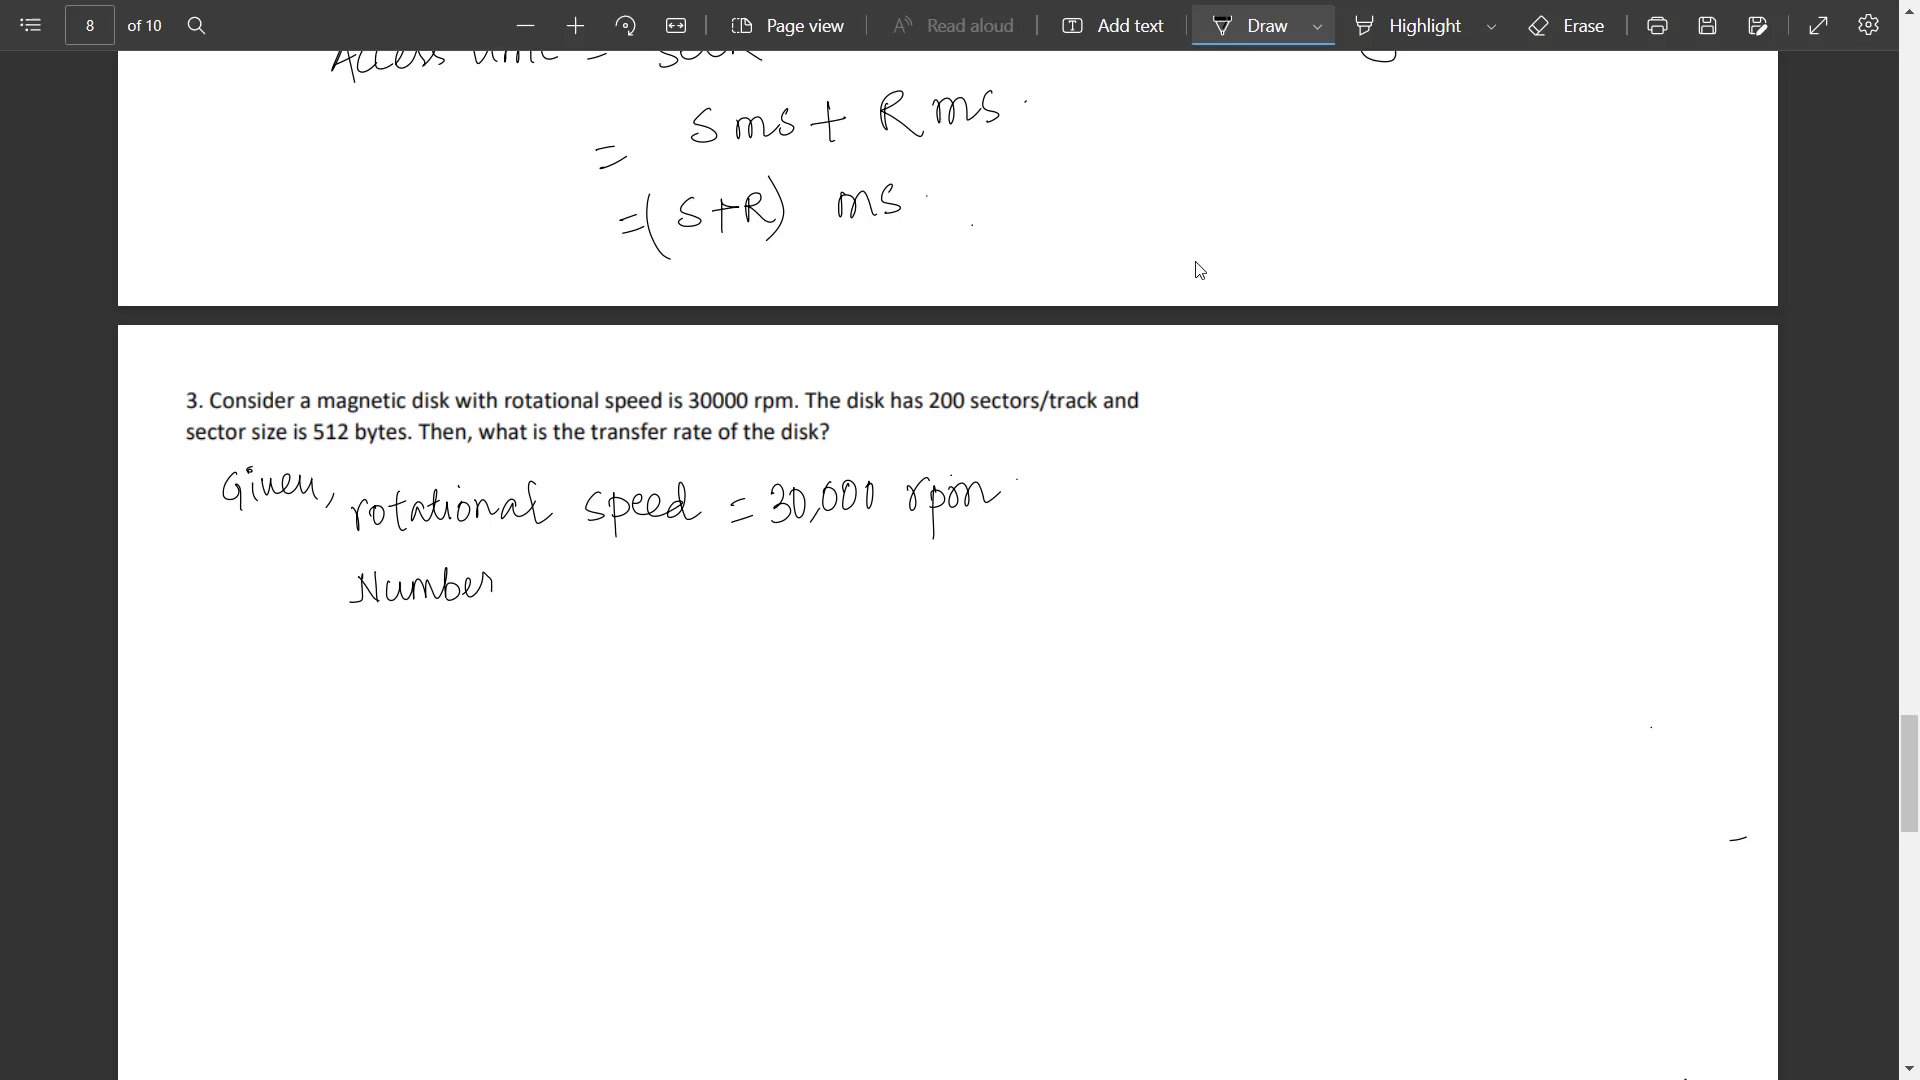 8 of 10 Page view Read aloud Add text Draw Highlight Erase
Access time =
= S ms + R ms.
= (S+R) ms.
3. Consider a magnetic disk with rotational speed is 30000 rpm. The disk has 200 sectors/track and
sector size is 512 bytes. Then, what is the transfer rate of the disk?
Given, rotational speed = 30,000 rpm.
Number